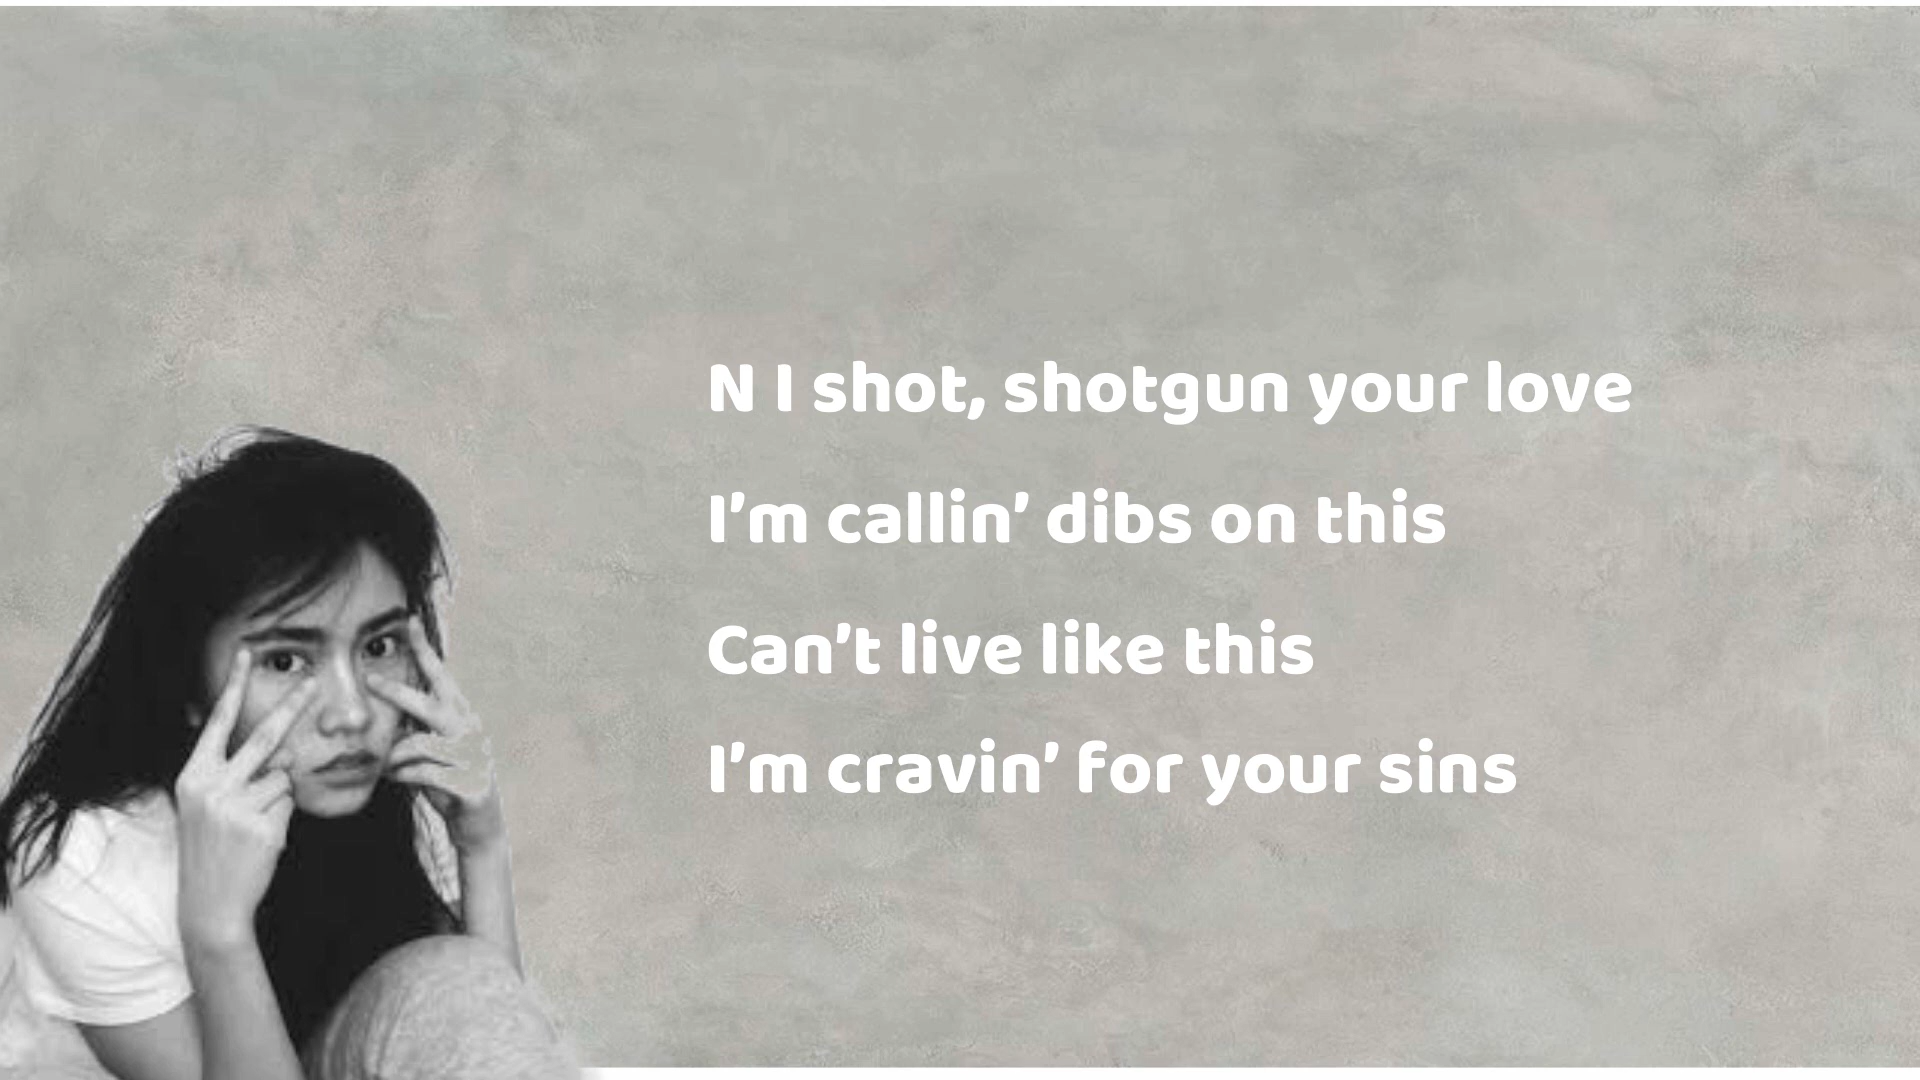 N I shot, shotgun your love
I'm callin' dibs on this
Can't live like this
I'm cravin' for your sins